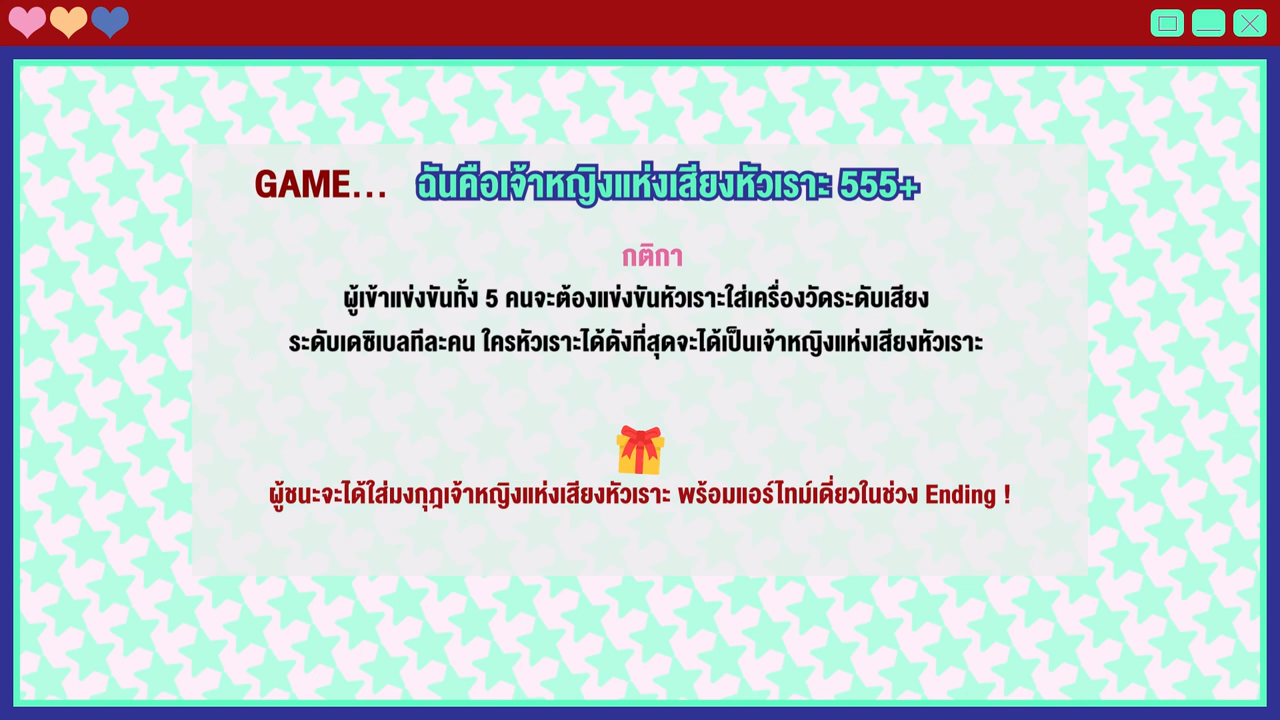 GAME... ฉันคือเจ้าหญิงแห่งเสียงหัวเราะ 555+
กติกา
ผู้เข้าแข่งขันทั้ง 5 คนจะต้องแข่งขันหัวเราะใส่เครื่องวัดระดับเสียง
ระดับเดซิเบลทีละคน ใครหัวเราะได้ดังที่สุดจะได้เป็นเจ้าหญิงแห่งเสียงหัวเราะ
ผู้ชนะจะได้ใส่มงกุฎเจ้าหญิงแห่งเสียงหัวเราะ พร้อมแอร์ไทม์เดี่ยวในช่วง Ending !